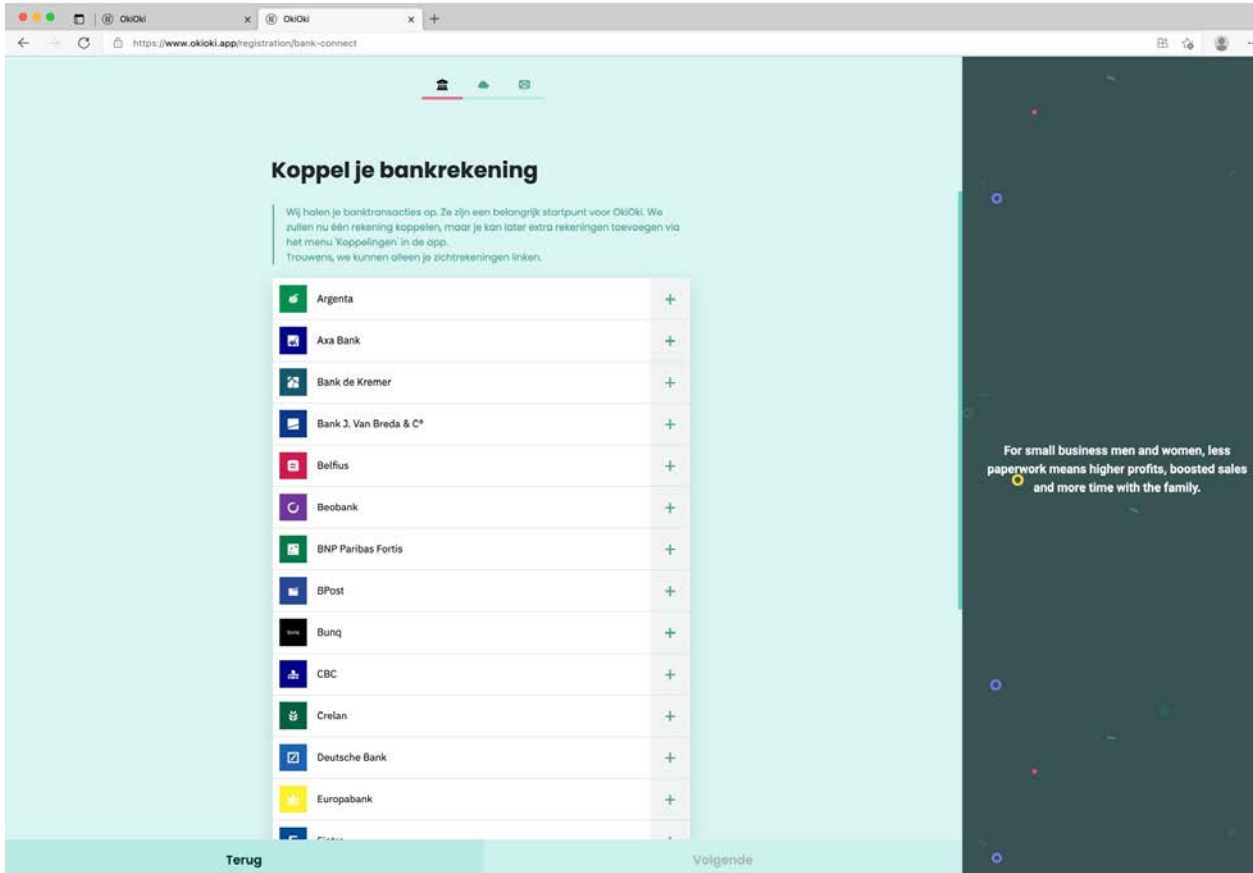 OkiOki
OkiOki
https://www.okioki.app/registration/bank-connect
Koppel je bankrekening
Wij halen je banktransacties op. Ze zijn een belangrijk startpunt voor OkiOki. We
zullen nu één rekening koppelen, maar je kan later extra rekeningen toevoegen via
het menu 'Koppelingen' in de app.
Trouwens, we kunnen alleen je zichtrekeningen linken.
Argenta
Axa Bank
Bank de Kremer
Bank J. Van Breda & C°
Belfius
Beobank
BNP Paribas Fortis
BPost
Bunq
CBC
Crelan
Deutsche Bank
Europabank
For small business men and women, less
paperwork means higher profits, boosted sales
and more time with the family.
Terug
Volgende